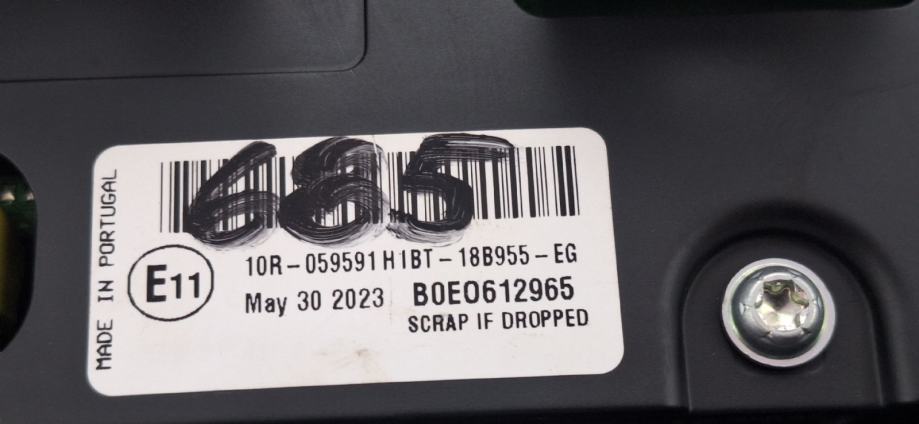 685
MADE IN PORTUGAL
E11
10R-059591 H1BT-18B955-EG
May 30 2023 B0E0612965
SCRAP IF DROPPED